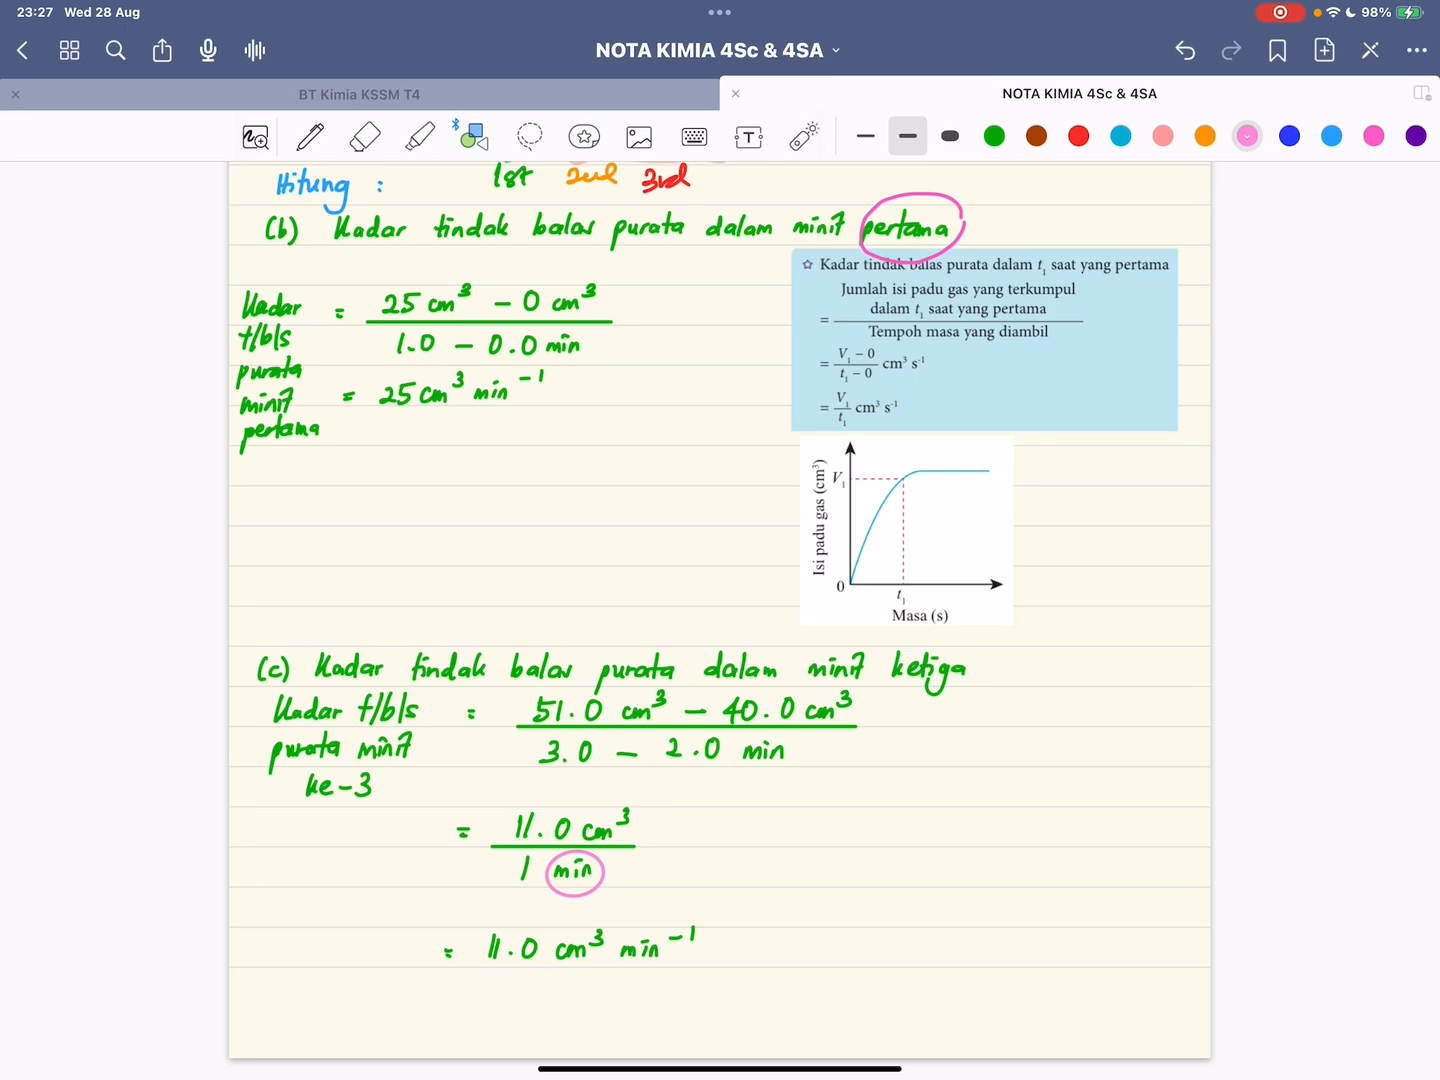 23:27 Wed 28 Aug
98%
NOTA KIMIA 4Sc & 4SA
BT Kimia KSSM T4
NOTA KIMIA 4Sc & 4SA
Hitung : 1st 2nd 3rd
(b) Kadar tindak balas purata dalam minit pertama
Kadar t/b/s purata minit pertama = 25 cm³ − 0 cm³
1.0 − 0.0 min
= 25 cm³ min⁻¹
☆ Kadar tindak balas purata dalam t₁ saat yang pertama
Jumlah isi padu gas yang terkumpul
dalam t₁ saat yang pertama
=
Tempoh masa yang diambil
= V₁ − 0 / t₁ − 0 cm³ s⁻¹
= V₁ / t₁ cm³ s⁻¹
Isi padu gas (cm³)
V₁
0
t₁
Masa (s)
(c) Kadar tindak balas purata dalam minit ketiga
Kadar t/b/s = 51.0 cm³ − 40.0 cm³
purata minit 3.0 − 2.0 min
ke-3
= 11.0 cm³
1 min
= 11.0 cm³ min⁻¹